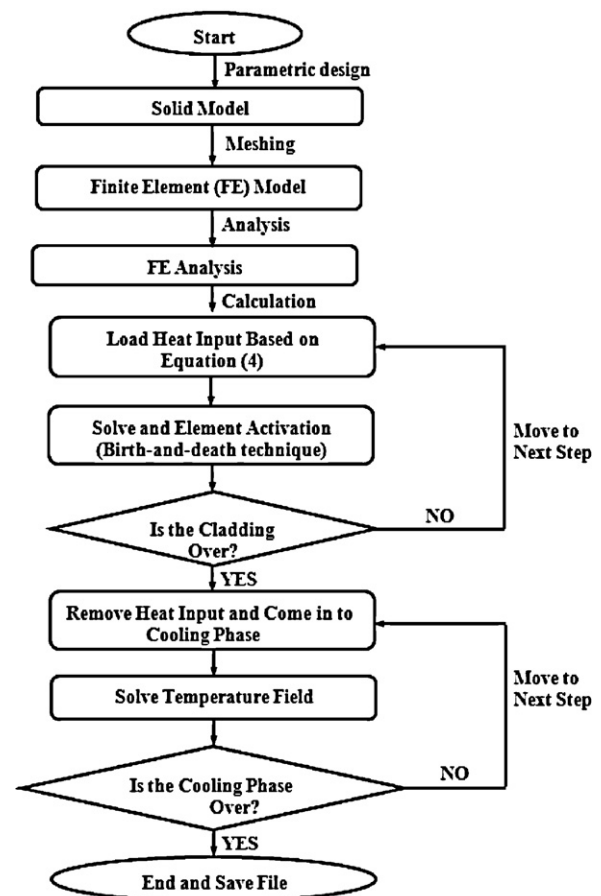 Start
Parametric design
Solid Model
Meshing
Finite Element (FE) Model
Analysis
FE Analysis
Calculation
Load Heat Input Based on
Equation (4)
Solve and Element Activation
(Birth-and-death technique)
Move to
Next Step
Is the Cladding
Over?
NO
YES
Remove Heat Input and Come in to
Cooling Phase
Solve Temperature Field
Move to
Next Step
Is the Cooling Phase
Over?
NO
YES
End and Save File